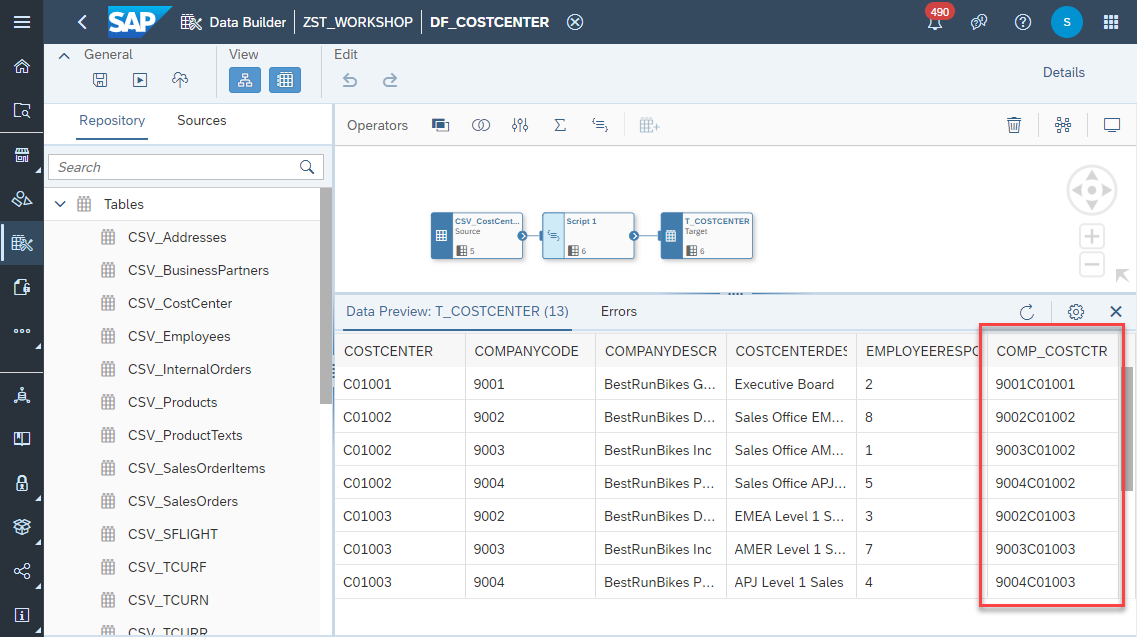 SAP Data Builder ZST_WORKSHOP DF_COSTCENTER 490 S
General View Edit
Details
Repository Sources
Operators
Search
Tables
CSV_Addresses
CSV_BusinessPartners
CSV_CostCenter
CSV_Employees
CSV_InternalOrders
CSV_Products
CSV_ProductTexts
CSV_SalesOrderItems
CSV_SalesOrders
CSV_SFLIGHT
CSV_TCURF
CSV_TCURN
CSV_TCURR
CSV_CostCent...
Source
5
Script 1
6
T_COSTCENTER
Target
6
Data Preview: T_COSTCENTER (13) Errors
COSTCENTER COMPANYCODE COMPANYDESCR COSTCENTERDES EMPLOYEERESPO COMP_COSTCTR
C01001 9001 BestRunBikes G... Executive Board 2 9001C01001
C01002 9002 BestRunBikes D... Sales Office EM... 8 9002C01002
C01002 9003 BestRunBikes Inc Sales Office AM... 1 9003C01002
C01002 9004 BestRunBikes P... Sales Office APJ... 5 9004C01002
C01003 9002 BestRunBikes D... EMEA Level 1 S... 3 9002C01003
C01003 9003 BestRunBikes Inc AMER Level 1 S... 7 9003C01003
C01003 9004 BestRunBikes P... APJ Level 1 Sales 4 9004C01003